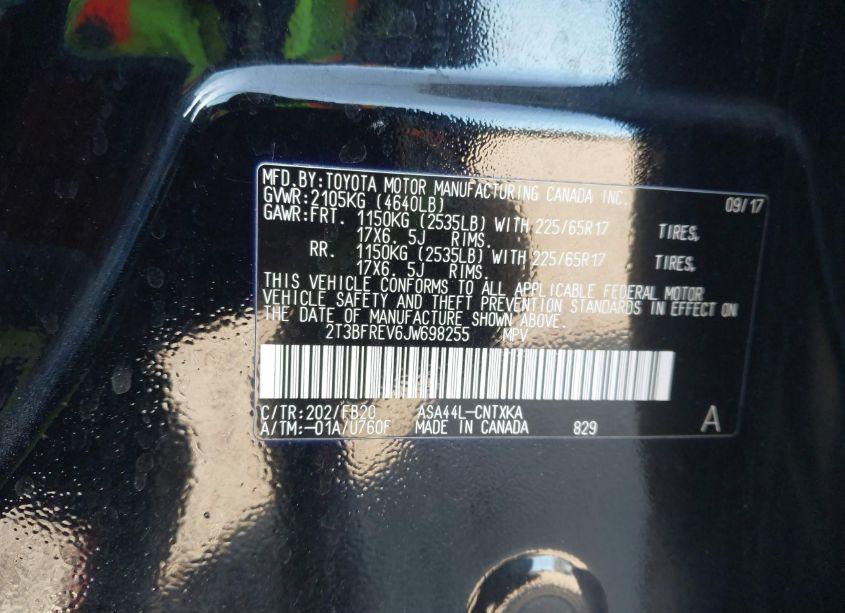 MFD.BY:TOYOTA MOTOR MANUFACTURING CANADA INC. 09/17
GVWR:2105KG (4640LB)
GAWR:FRT. 1150KG (2535LB) WITH 225/65R17 TIRES,
17X6. 5J RIMS.
RR. 1150KG (2535LB) WITH 225/65R17 TIRES,
17X6. 5J RIMS.
THIS VEHICLE CONFORMS TO ALL APPLICABLE FEDERAL MOTOR
VEHICLE SAFETY AND THEFT PREVENTION STANDARDS IN EFFECT ON
THE DATE OF MANUFACTURE SHOWN ABOVE.
2T3BFREV6JW698255 MPV
C/TR:202/FB20 ASA44L-CNTXKA
A/TM:-01A/U760F MADE IN CANADA 829 A